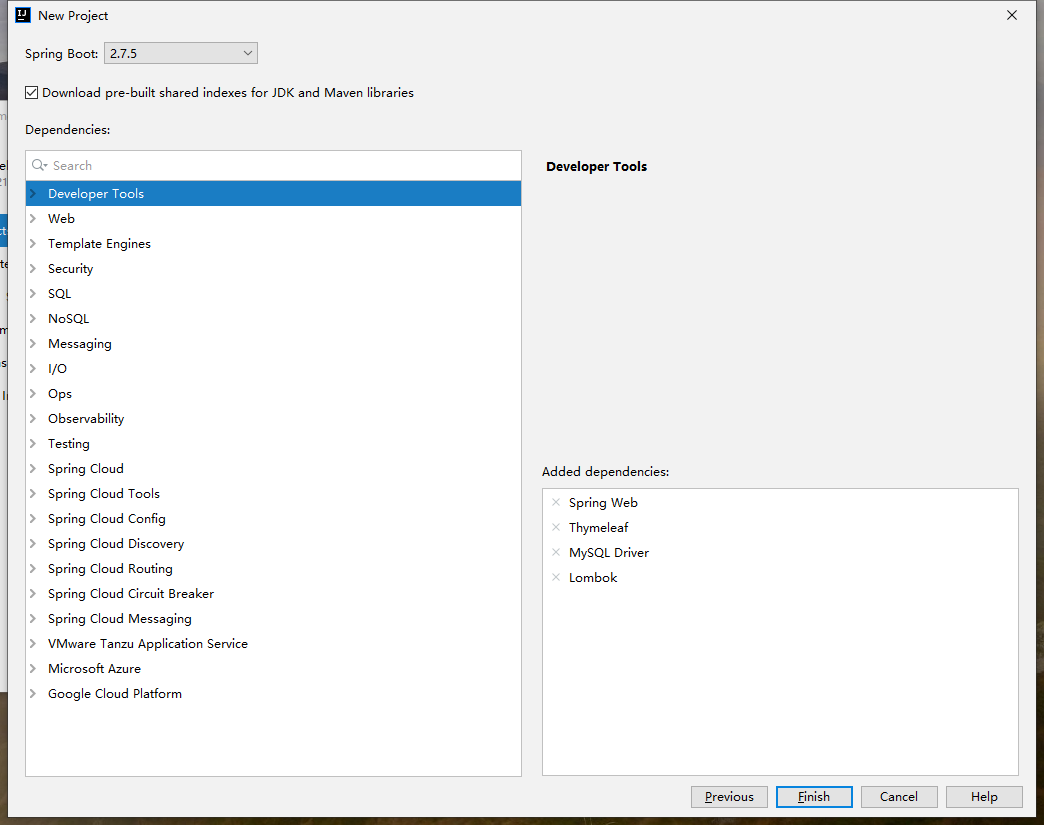 New Project
Spring Boot: 2.7.5
Download pre-built shared indexes for JDK and Maven libraries
Dependencies:
Search
Developer Tools
Web
Template Engines
Security
SQL
NoSQL
Messaging
I/O
Ops
Observability
Testing
Spring Cloud
Spring Cloud Tools
Spring Cloud Config
Spring Cloud Discovery
Spring Cloud Routing
Spring Cloud Circuit Breaker
Spring Cloud Messaging
VMware Tanzu Application Service
Microsoft Azure
Google Cloud Platform
Developer Tools
Added dependencies:
Spring Web
Thymeleaf
MySQL Driver
Lombok
Previous Finish Cancel Help